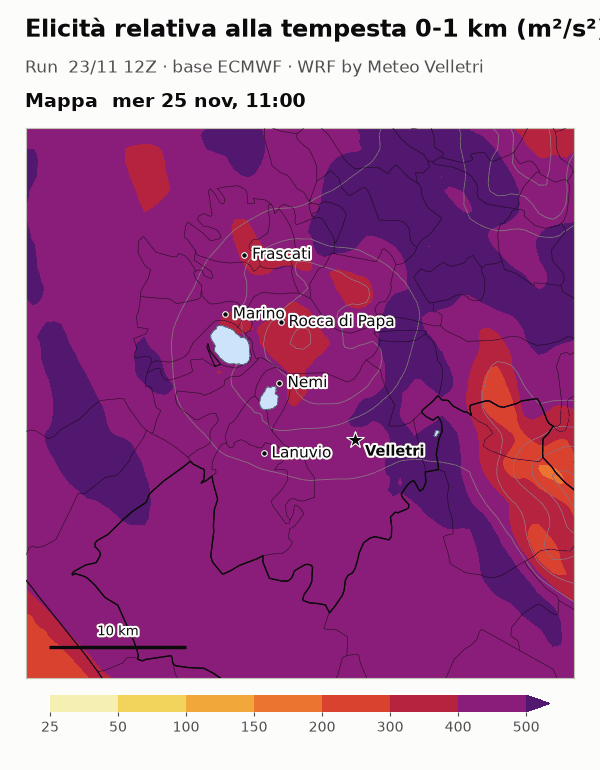 Elicità relativa alla tempesta 0-1 km (m²/s²)
Run  23/11 12Z · base ECMWF · WRF by Meteo Velletri
Mappa  mer 25 nov, 11:00
Frascati
Marino
Rocca di Papa
Nemi
Velletri
Lanuvio
10 km
25 50 100 150 200 300 400 500